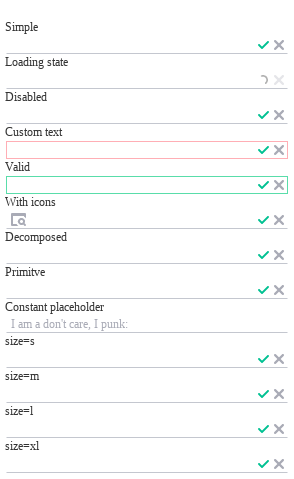 Simple
Loading state
Disabled
Custom text
Valid
With icons
Decomposed
Primitve
Constant placeholder
I am a don't care, I punk:
size=s
size=m
size=l
size=xl